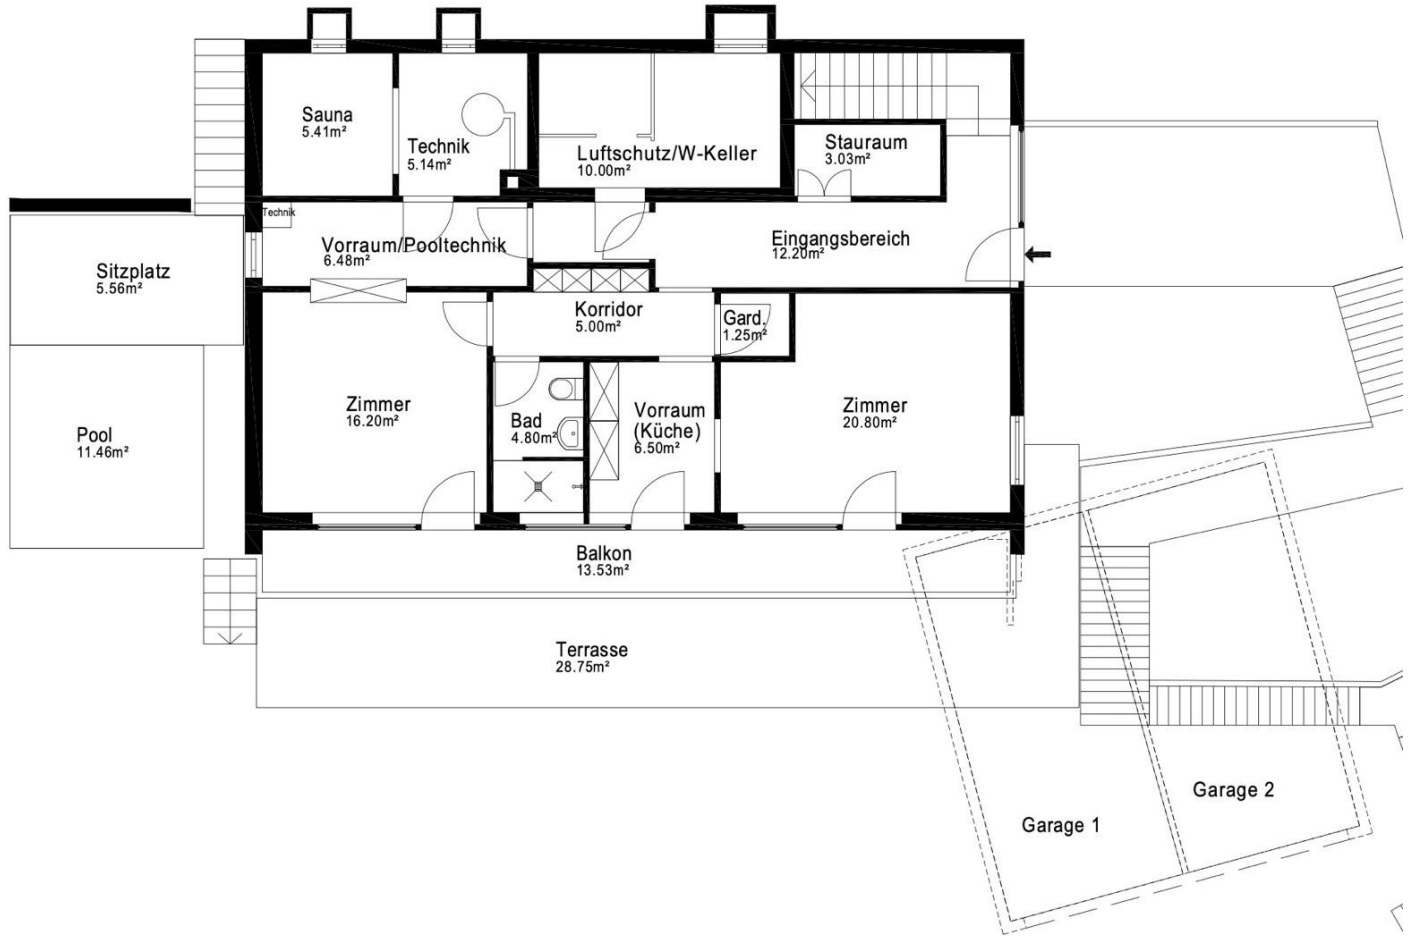 Sauna
5.41m²
Technik
5.14m²
Luftschutz/W-Keller
10.00m²
Stauraum
3.03m²
Technik
Vorraum/Pooltechnik
6.48m²
Eingangsbereich
12.20m²
Sitzplatz
5.56m²
Korridor
5.00m²
Gard.
1.25m²
Zimmer
16.20m²
Bad
4.80m²
Vorraum
(Küche)
6.50m²
Zimmer
20.80m²
Pool
11.46m²
Balkon
13.53m²
Terrasse
28.75m²
Garage 1
Garage 2